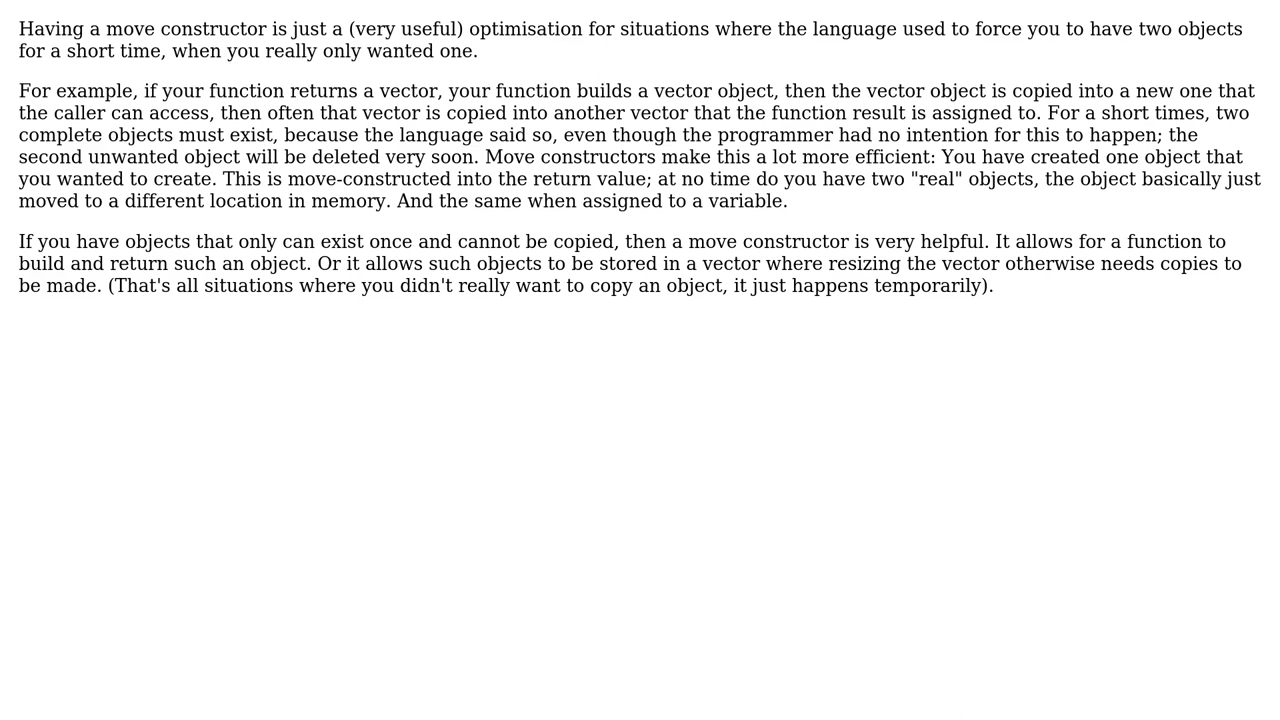 Having a move constructor is just a (very useful) optimisation for situations where the language used to force you to have two objects
for a short time, when you really only wanted one.
For example, if your function returns a vector, your function builds a vector object, then the vector object is copied into a new one that
the caller can access, then often that vector is copied into another vector that the function result is assigned to. For a short times, two
complete objects must exist, because the language said so, even though the programmer had no intention for this to happen; the
second unwanted object will be deleted very soon. Move constructors make this a lot more efficient: You have created one object that
you wanted to create. This is move-constructed into the return value; at no time do you have two "real" objects, the object basically just
moved to a different location in memory. And the same when assigned to a variable.
If you have objects that only can exist once and cannot be copied, then a move constructor is very helpful. It allows for a function to
build and return such an object. Or it allows such objects to be stored in a vector where resizing the vector otherwise needs copies to
be made. (That's all situations where you didn't really want to copy an object, it just happens temporarily).